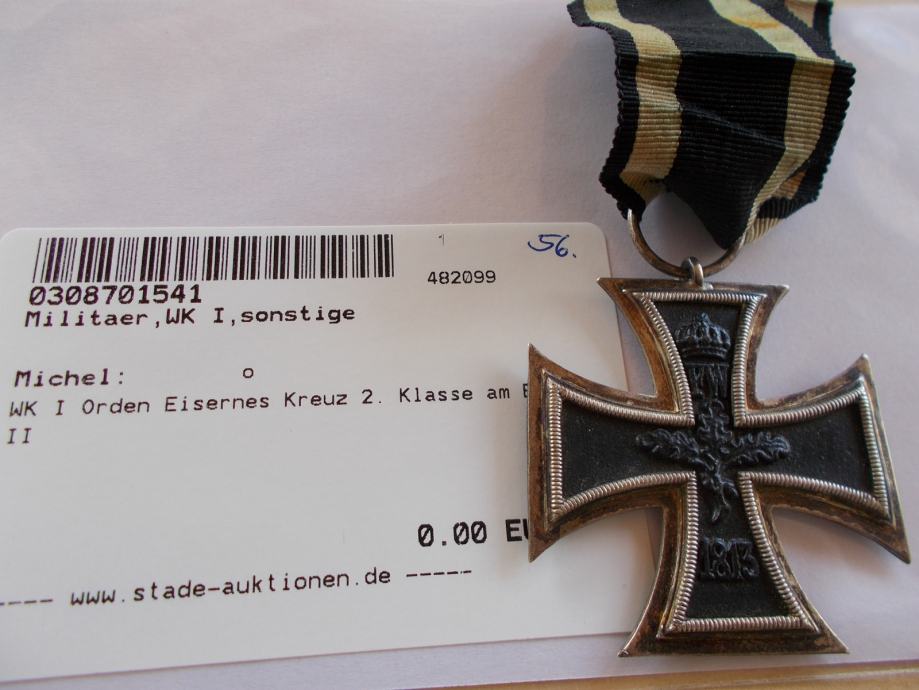 56.
482099
0308701541
Militaer,WK I,sonstige
Michel: o
WK I Orden Eisernes Kreuz 2. Klasse am
II
0.00
----- www.stade-auktionen.de -----
1813